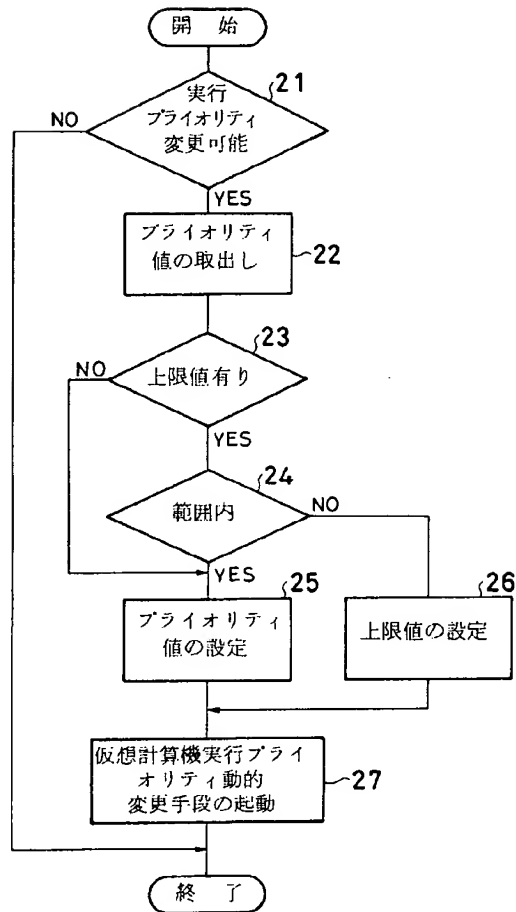 開始
21
実行
プライオリティ
変更可能
NO
YES
プライオリティ
値の取出し
22
23
上限値有り
NO
YES
24
範囲内
NO
YES
25
プライオリティ
値の設定
26
上限値の設定
仮想計算機実行プライ
オリティ動的
変更手段の起動
27
終了